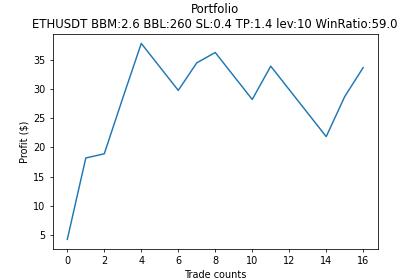 Portfolio
ETHUSDT BBM:2.6 BBL:260 SL:0.4 TP:1.4 lev:10 WinRatio:59.0
35
30
25
20
15
10
5
Profit ($)
0 2 4 6 8 10 12 14 16
Trade counts